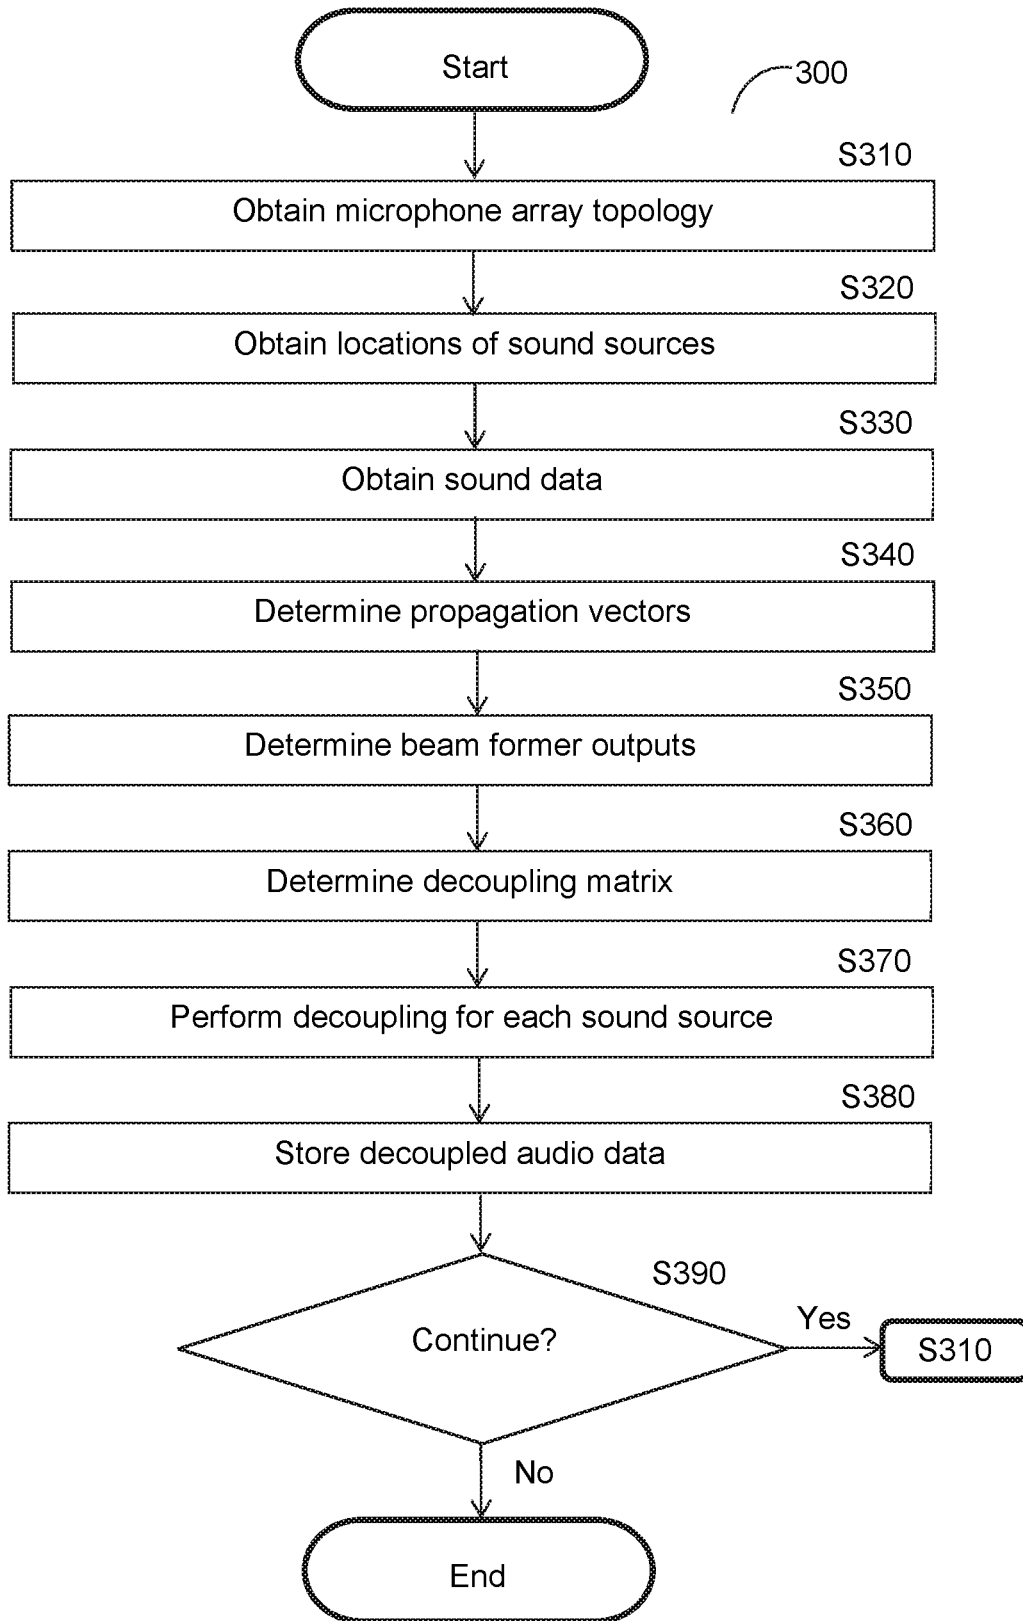 Start
300
S310
Obtain microphone array topology
S320
Obtain locations of sound sources
S330
Obtain sound data
S340
Determine propagation vectors
S350
Determine beam former outputs
S360
Determine decoupling matrix
S370
Perform decoupling for each sound source
S380
Store decoupled audio data
S390
Continue?
Yes
S310
No
End